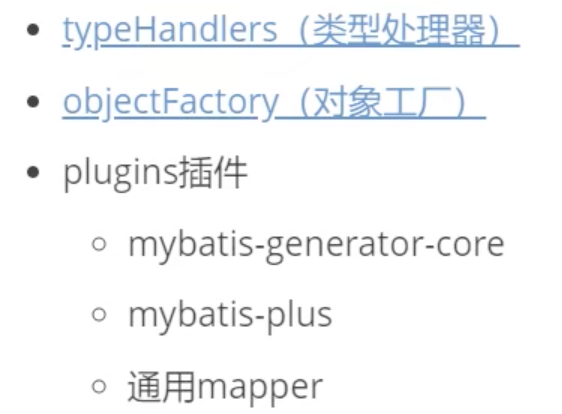 typeHandlers（类型处理器）
objectFactory（对象工厂）
plugins插件
mybatis-generator-core
mybatis-plus
通用mapper